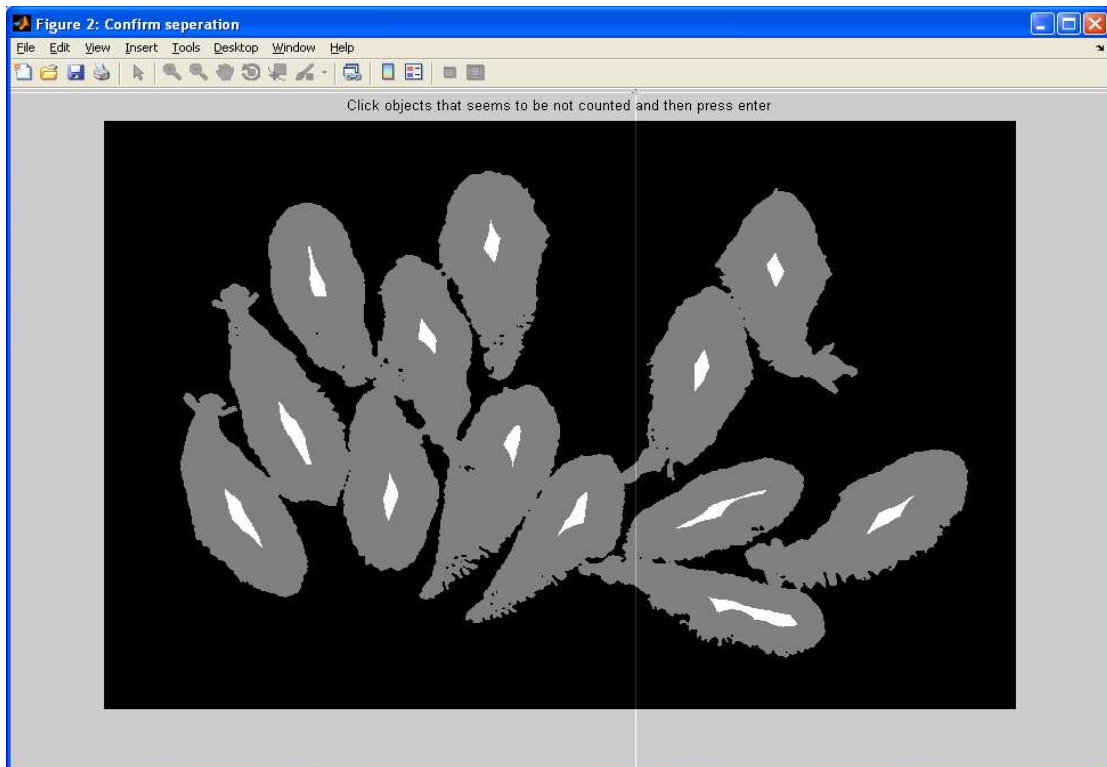 Figure 2: Confirm seperation
File Edit View Insert Tools Desktop Window Help
Click objects that seems to be not counted and then press enter